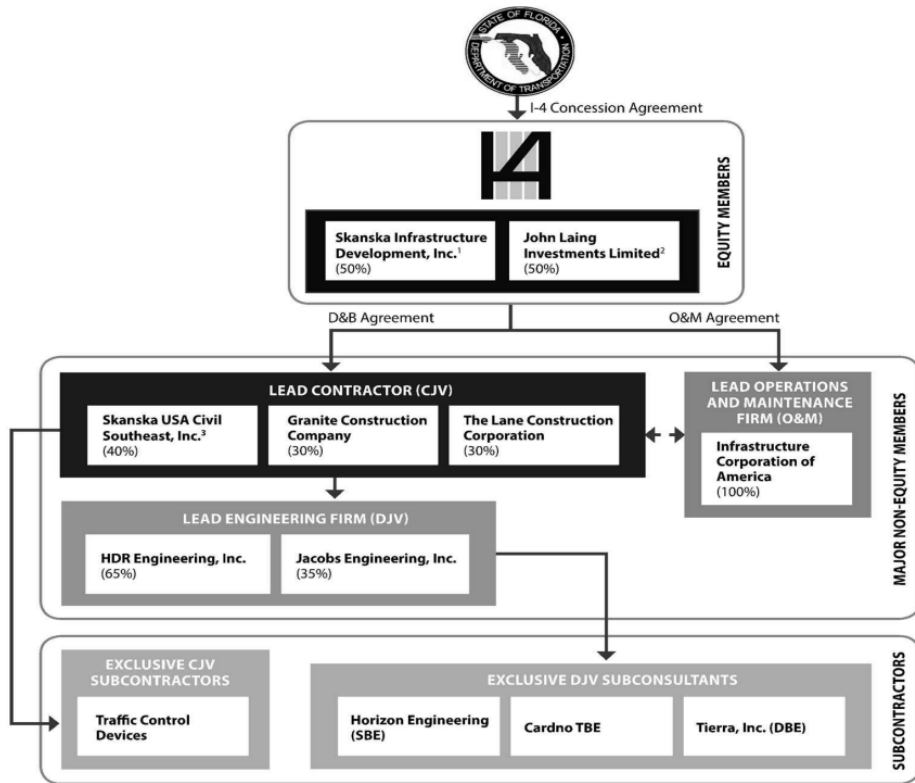 STATE OF FLORIDA
DEPARTMENT OF TRANSPORTATION
I-4 Concession Agreement
I4
EQUITY MEMBERS
Skanska Infrastructure
Development, Inc.¹
(50%)
John Laing
Investments Limited²
(50%)
D&B Agreement
O&M Agreement
MAJOR NON-EQUITY MEMBERS
LEAD CONTRACTOR (CJV)
Skanska USA Civil
Southeast, Inc.³
(40%)
Granite Construction
Company
(30%)
The Lane Construction
Corporation
(30%)
LEAD OPERATIONS
AND MAINTENANCE
FIRM (O&M)
Infrastructure
Corporation of
America
(100%)
LEAD ENGINEERING FIRM (DJV)
HDR Engineering, Inc.
(65%)
Jacobs Engineering, Inc.
(35%)
SUBCONTRACTORS
EXCLUSIVE CJV
SUBCONTRACTORS
Traffic Control
Devices
EXCLUSIVE DJV SUBCONSULTANTS
Horizon Engineering
(SBE)
Cardno TBE
Tierra, Inc. (DBE)